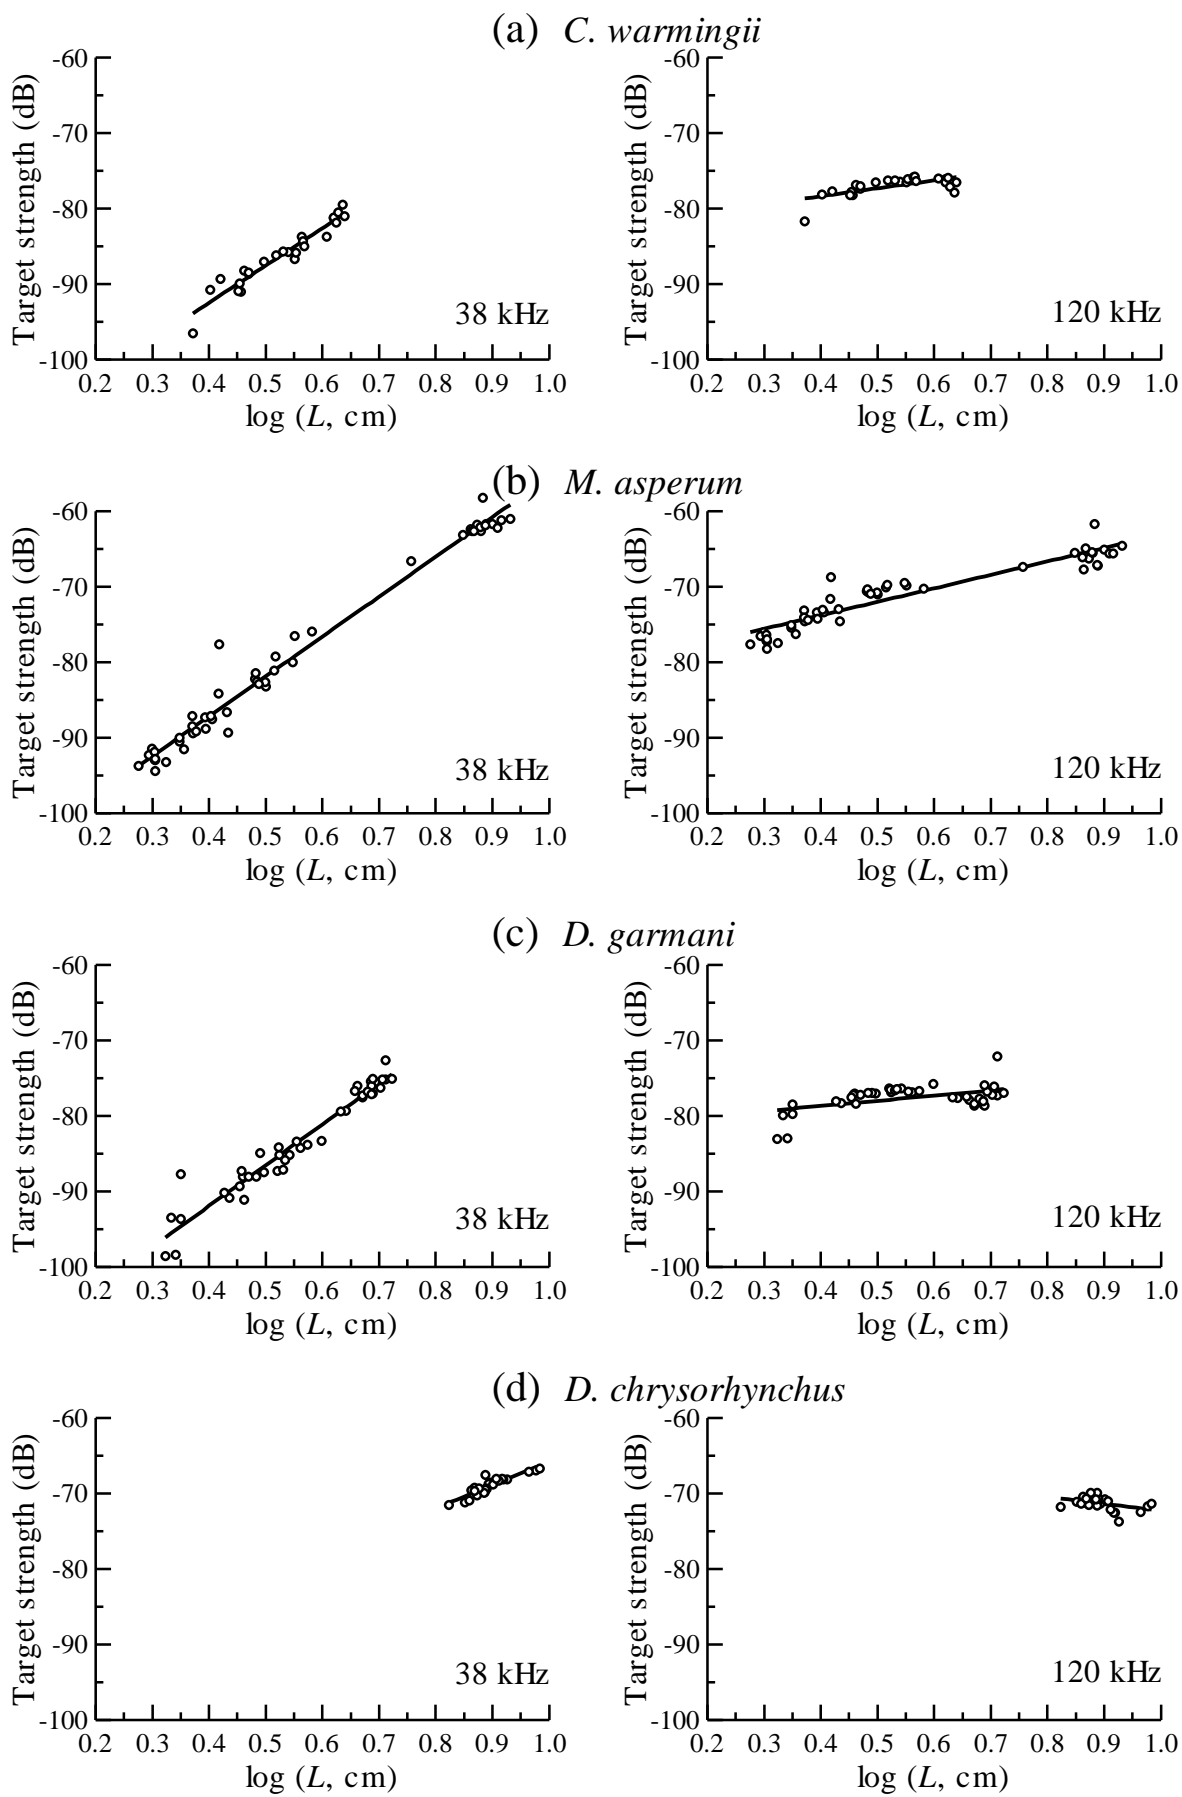 (a) C. warmingii
-60
-70
-80
-90
-100
Target strength (dB)
38 kHz
0.2 0.3 0.4 0.5 0.6 0.7 0.8 0.9 1.0
log (L, cm)
-60
-70
-80
-90
-100
Target strength (dB)
120 kHz
0.2 0.3 0.4 0.5 0.6 0.7 0.8 0.9 1.0
log (L, cm)
(b) M. asperum
-60
-70
-80
-90
-100
Target strength (dB)
38 kHz
0.2 0.3 0.4 0.5 0.6 0.7 0.8 0.9 1.0
log (L, cm)
-60
-70
-80
-90
-100
Target strength (dB)
120 kHz
0.2 0.3 0.4 0.5 0.6 0.7 0.8 0.9 1.0
log (L, cm)
(c) D. garmani
-60
-70
-80
-90
-100
Target strength (dB)
38 kHz
0.2 0.3 0.4 0.5 0.6 0.7 0.8 0.9 1.0
log (L, cm)
-60
-70
-80
-90
-100
Target strength (dB)
120 kHz
0.2 0.3 0.4 0.5 0.6 0.7 0.8 0.9 1.0
log (L, cm)
(d) D. chrysorhynchus
-60
-70
-80
-90
-100
Target strength (dB)
38 kHz
0.2 0.3 0.4 0.5 0.6 0.7 0.8 0.9 1.0
log (L, cm)
-60
-70
-80
-90
-100
Target strength (dB)
120 kHz
0.2 0.3 0.4 0.5 0.6 0.7 0.8 0.9 1.0
log (L, cm)